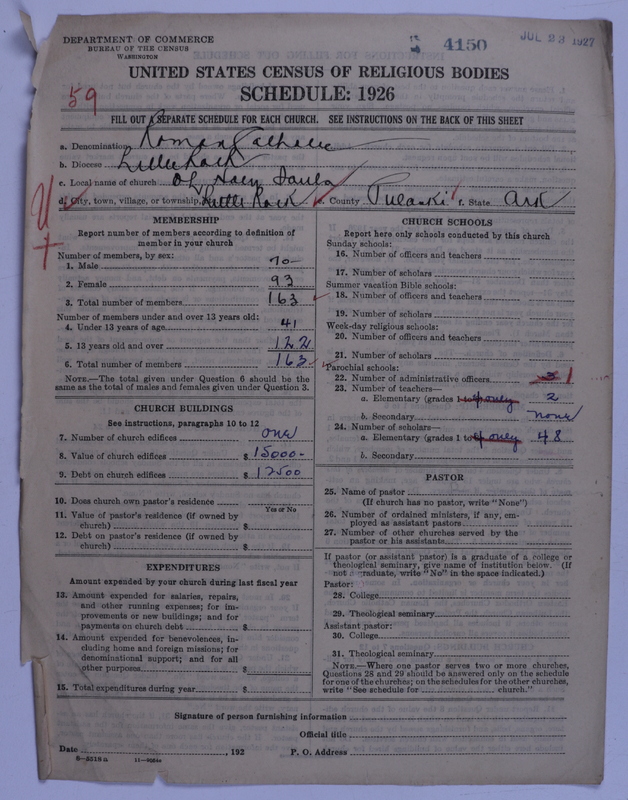 DEPARTMENT OF COMMERCE
BUREAU OF THE CENSUS
WASHINGTON
4150
JUL 23 1927
UNITED STATES CENSUS OF RELIGIOUS BODIES
SCHEDULE: 1926
59
FILL OUT A SEPARATE SCHEDULE FOR EACH CHURCH. SEE INSTRUCTIONS ON THE BACK OF THIS SHEET
a. Denomination Roman Catholic
b. Diocese Little Rock
c. Local name of church
d. City, town, village, or township, Little Rock e. County Pulaski f. State Ark
MEMBERSHIP
Report number of members according to definition of
member in your church
Number of members, by sex:
1. Male 70
2. Female 93
3. Total number of members 163
Number of members under and over 13 years old:
4. Under 13 years of age 41
5. 13 years old and over 122
6. Total number of members 163
NOTE.—The total given under Question 6 should be the
same as the total of males and females given under Question 3.
CHURCH BUILDINGS
See instructions, paragraphs 10 to 12
7. Number of church edifices one
8. Value of church edifices $ 15000-
9. Debt on church edifices $ 12500
10. Does church own pastor's residence
Yes or No
11. Value of pastor's residence (if owned by
church) $
12. Debt on pastor's residence (if owned by
church) $
EXPENDITURES
Amount expended by your church during last fiscal year
13. Amount expended for salaries, repairs,
and other running expenses; for im-
provements or new buildings; and for
payments on church debt $
14. Amount expended for benevolences, in-
cluding home and foreign missions; for
denominational support; and for all
other purposes $
15. Total expenditures during year $
CHURCH SCHOOLS
Report here only schools conducted by this church
Sunday schools:
16. Number of officers and teachers
17. Number of scholars
Summer vacation Bible schools:
18. Number of officers and teachers
19. Number of scholars
Week-day religious schools:
20. Number of officers and teachers
21. Number of scholars
Parochial schools:
22. Number of administrative officers 1
23. Number of teachers—
a. Elementary (grades 1 to only 2
b. Secondary none
24. Number of scholars—
a. Elementary (grades 1 to only 48
b. Secondary
PASTOR
25. Name of pastor
(If church has no pastor, write "None")
26. Number of ordained ministers, if any, em-
ployed as assistant pastors
27. Number of other churches served by the
pastor or his assistants
If pastor (or assistant pastor) is a graduate of a college or
theological seminary, give name of institution below. (If
not a graduate, write "No" in the space indicated.)
Pastor:
28. College
29. Theological seminary
Assistant pastor:
30. College
31. Theological seminary
NOTE.—Where one pastor serves two or more churches,
Questions 28 and 29 should be answered only on the schedule
for one of the churches; on the schedules for the other churches,
write "See schedule for church."
Signature of person furnishing information
Official title
Date , 192 P. O. Address